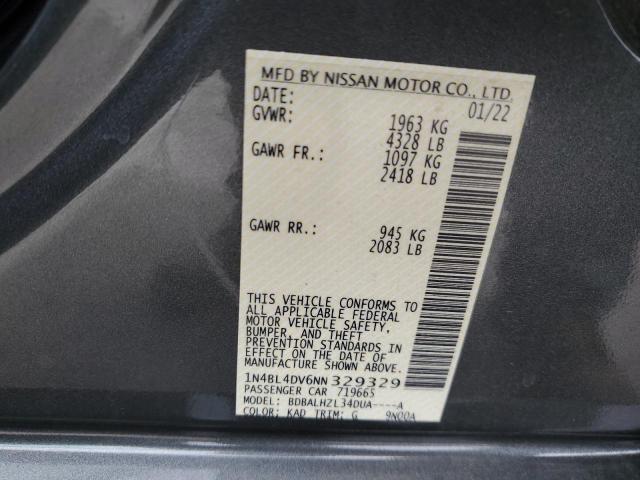 MFD BY NISSAN MOTOR CO., LTD.
DATE: 01/22
GVWR: 1963 KG
4328 LB
GAWR FR.: 1097 KG
2418 LB
GAWR RR.: 945 KG
2083 LB
THIS VEHICLE CONFORMS TO
ALL APPLICABLE FEDERAL
MOTOR VEHICLE SAFETY,
BUMPER, AND THEFT
PREVENTION STANDARDS IN
EFFECT ON THE DATE OF
MANUFACTURE SHOWN ABOVE.
1N4BL4DV6NN329329
PASSENGER CAR 719665
MODEL: BDBALHZL34DUA----A
COLOR: KAD TRIM: G 9N00A